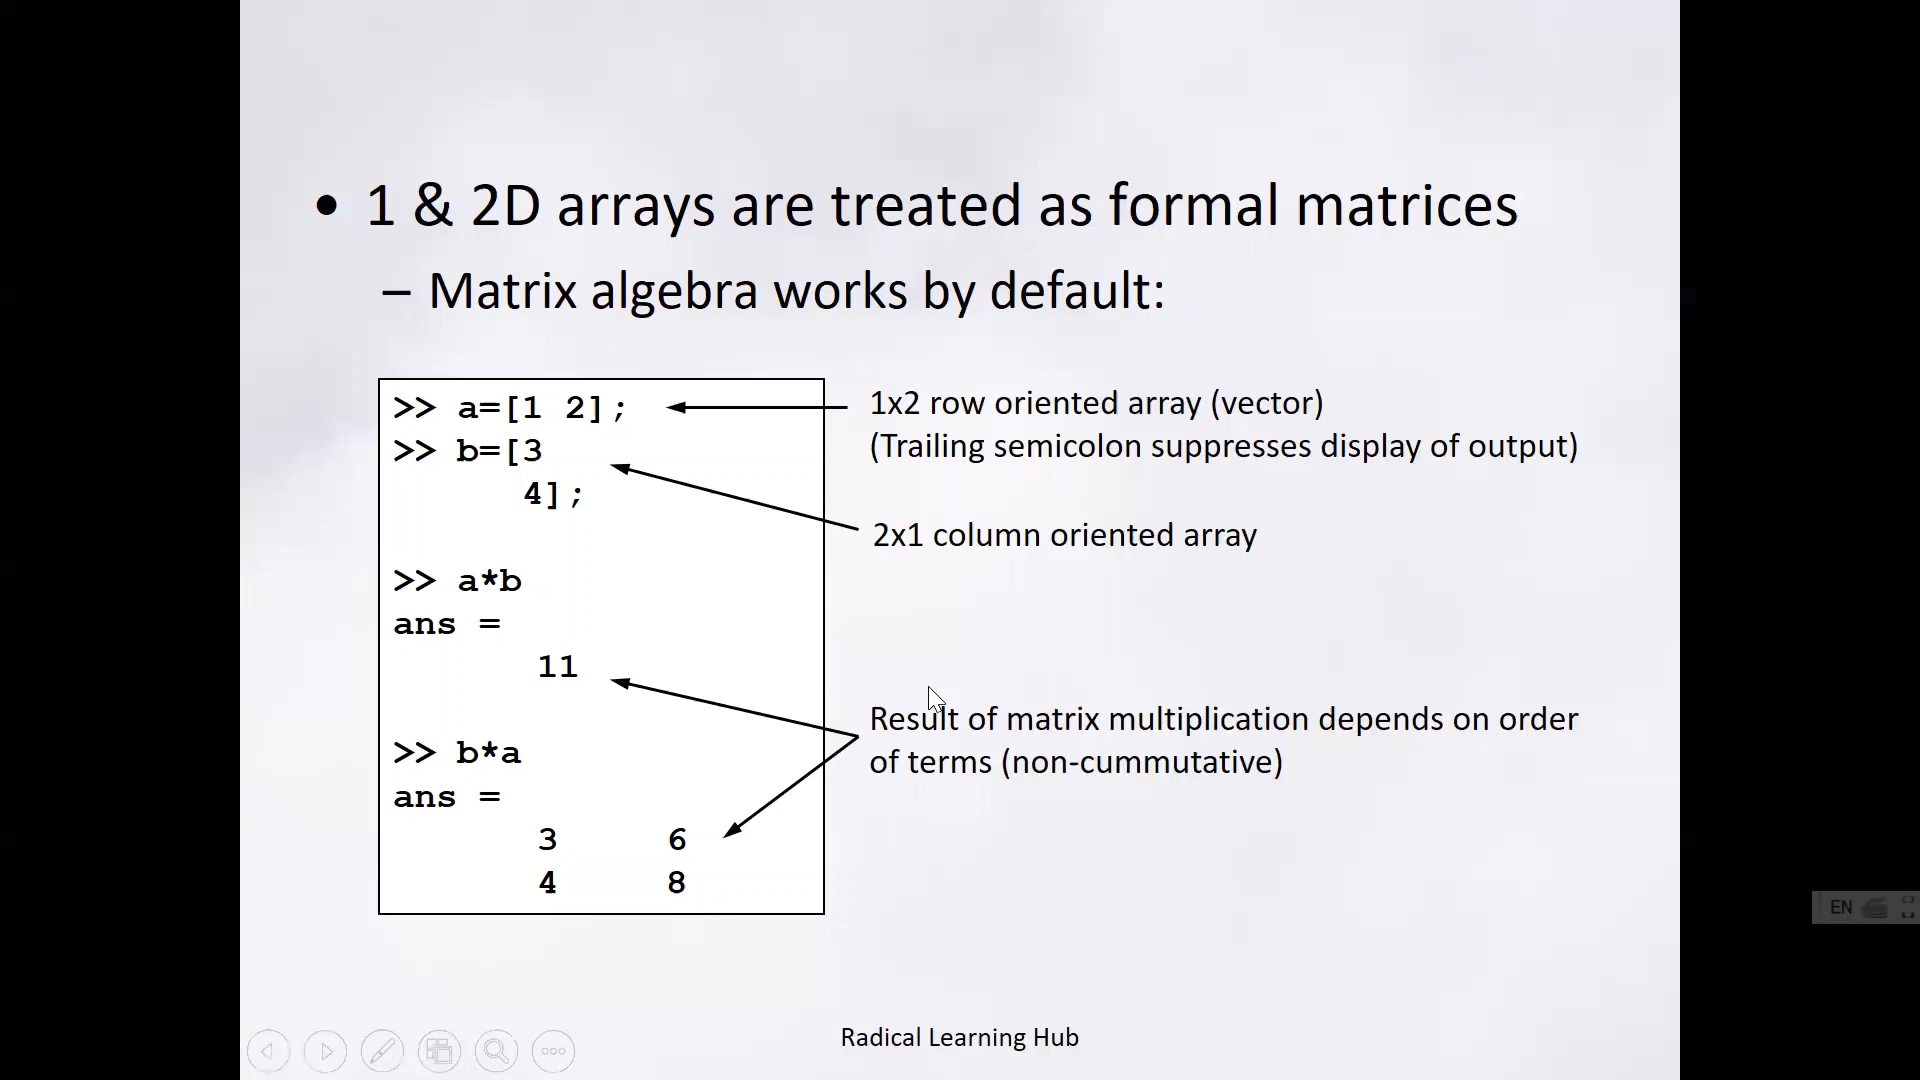 • 1 & 2D arrays are treated as formal matrices
– Matrix algebra works by default:
>> a=[1 2];
1x2 row oriented array (vector)
(Trailing semicolon suppresses display of output)
>> b=[3
4];
2x1 column oriented array
>> a*b
ans =
11
Result of matrix multiplication depends on order
of terms (non-cummutative)
>> b*a
ans =
3 6
4 8
EN
Radical Learning Hub